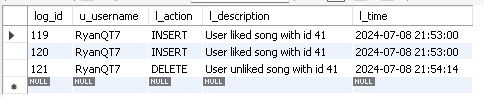 log_id u_username l_action l_description l_time
119 RyanQT7 INSERT User liked song with id 41 2024-07-08 21:53:00
120 RyanQT7 INSERT User liked song with id 41 2024-07-08 21:53:00
121 RyanQT7 DELETE User unliked song with id 41 2024-07-08 21:54:14
NULL NULL NULL NULL NULL